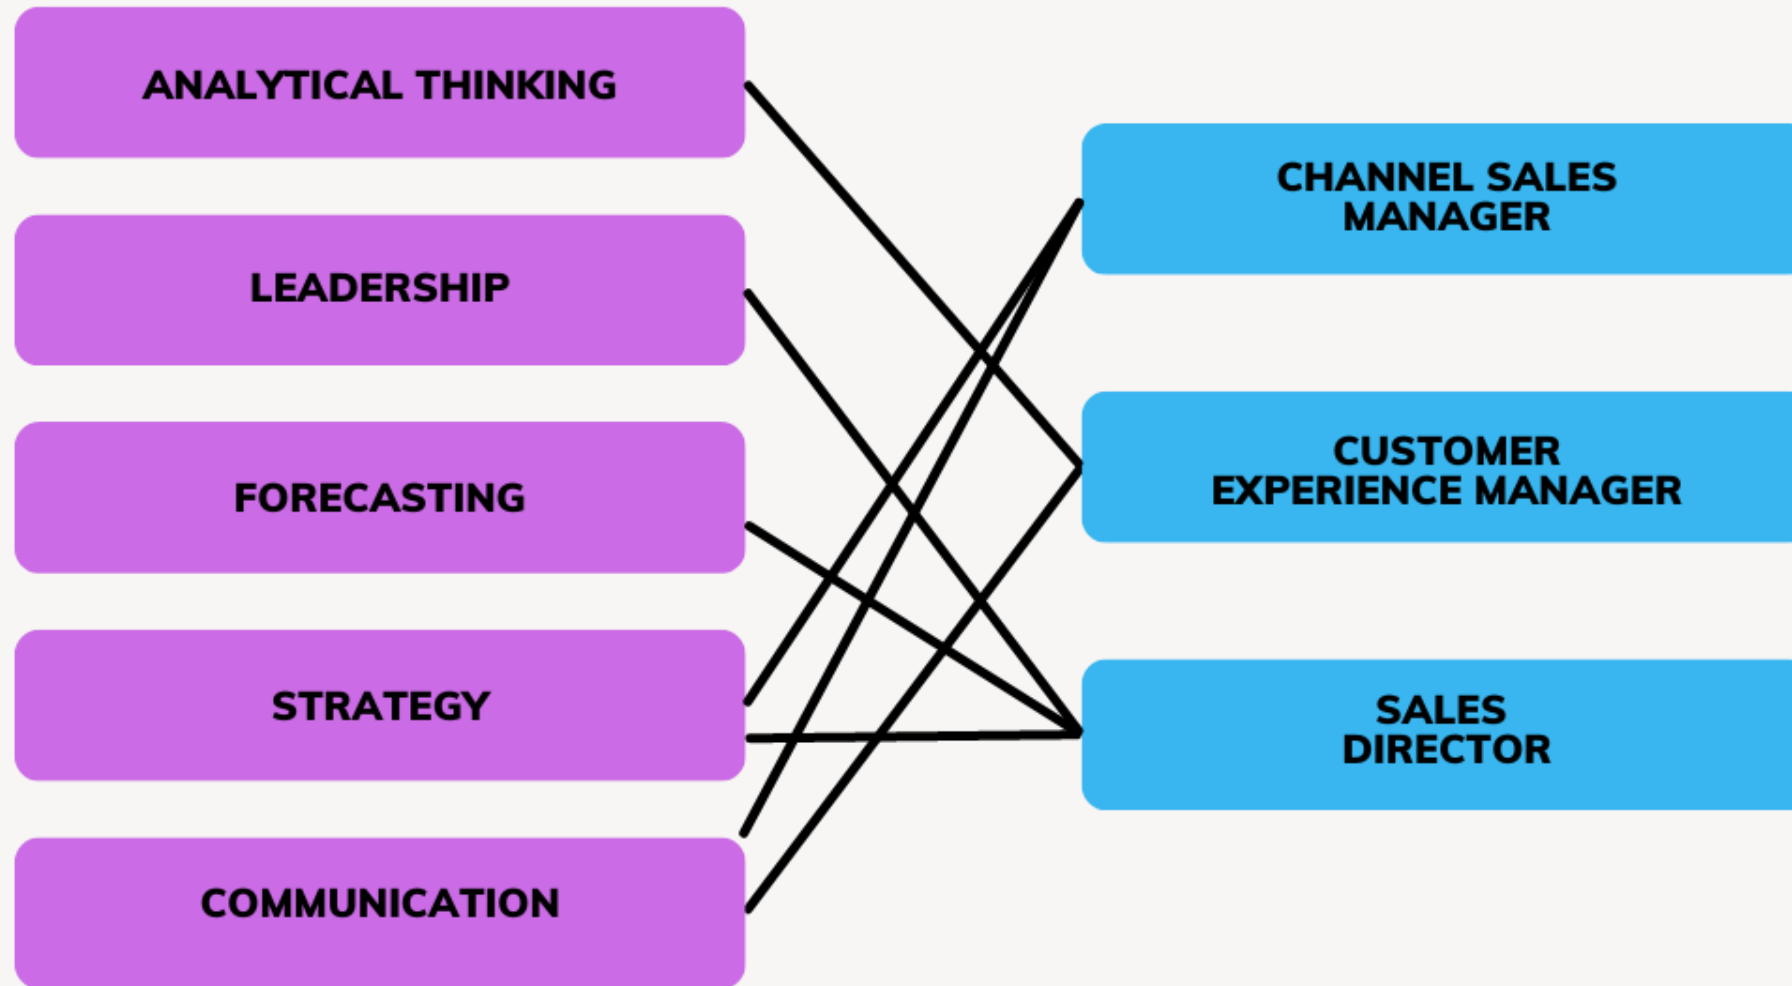 ANALYTICAL THINKING
LEADERSHIP
FORECASTING
STRATEGY
COMMUNICATION
CHANNEL SALES
MANAGER
CUSTOMER
EXPERIENCE MANAGER
SALES
DIRECTOR